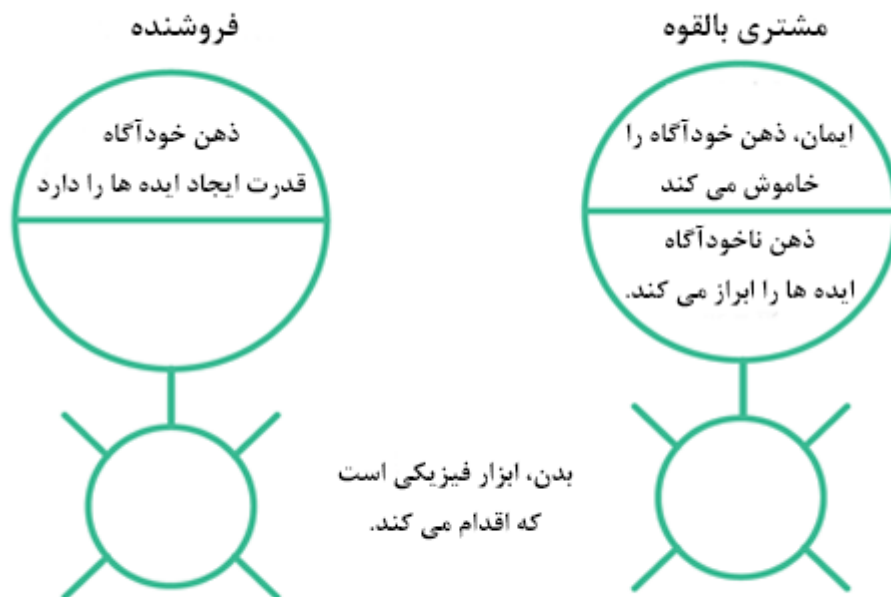 مشتری بالقوه
ایمان، ذهن خودآگاه را
خاموش می کند
ذهن ناخودآگاه
ایده ها را ابراز می کند.
فروشنده
ذهن خودآگاه
قدرت ایجاد ایده ها را دارد
بدن، ابزار فیزیکی است
که اقدام می کند.